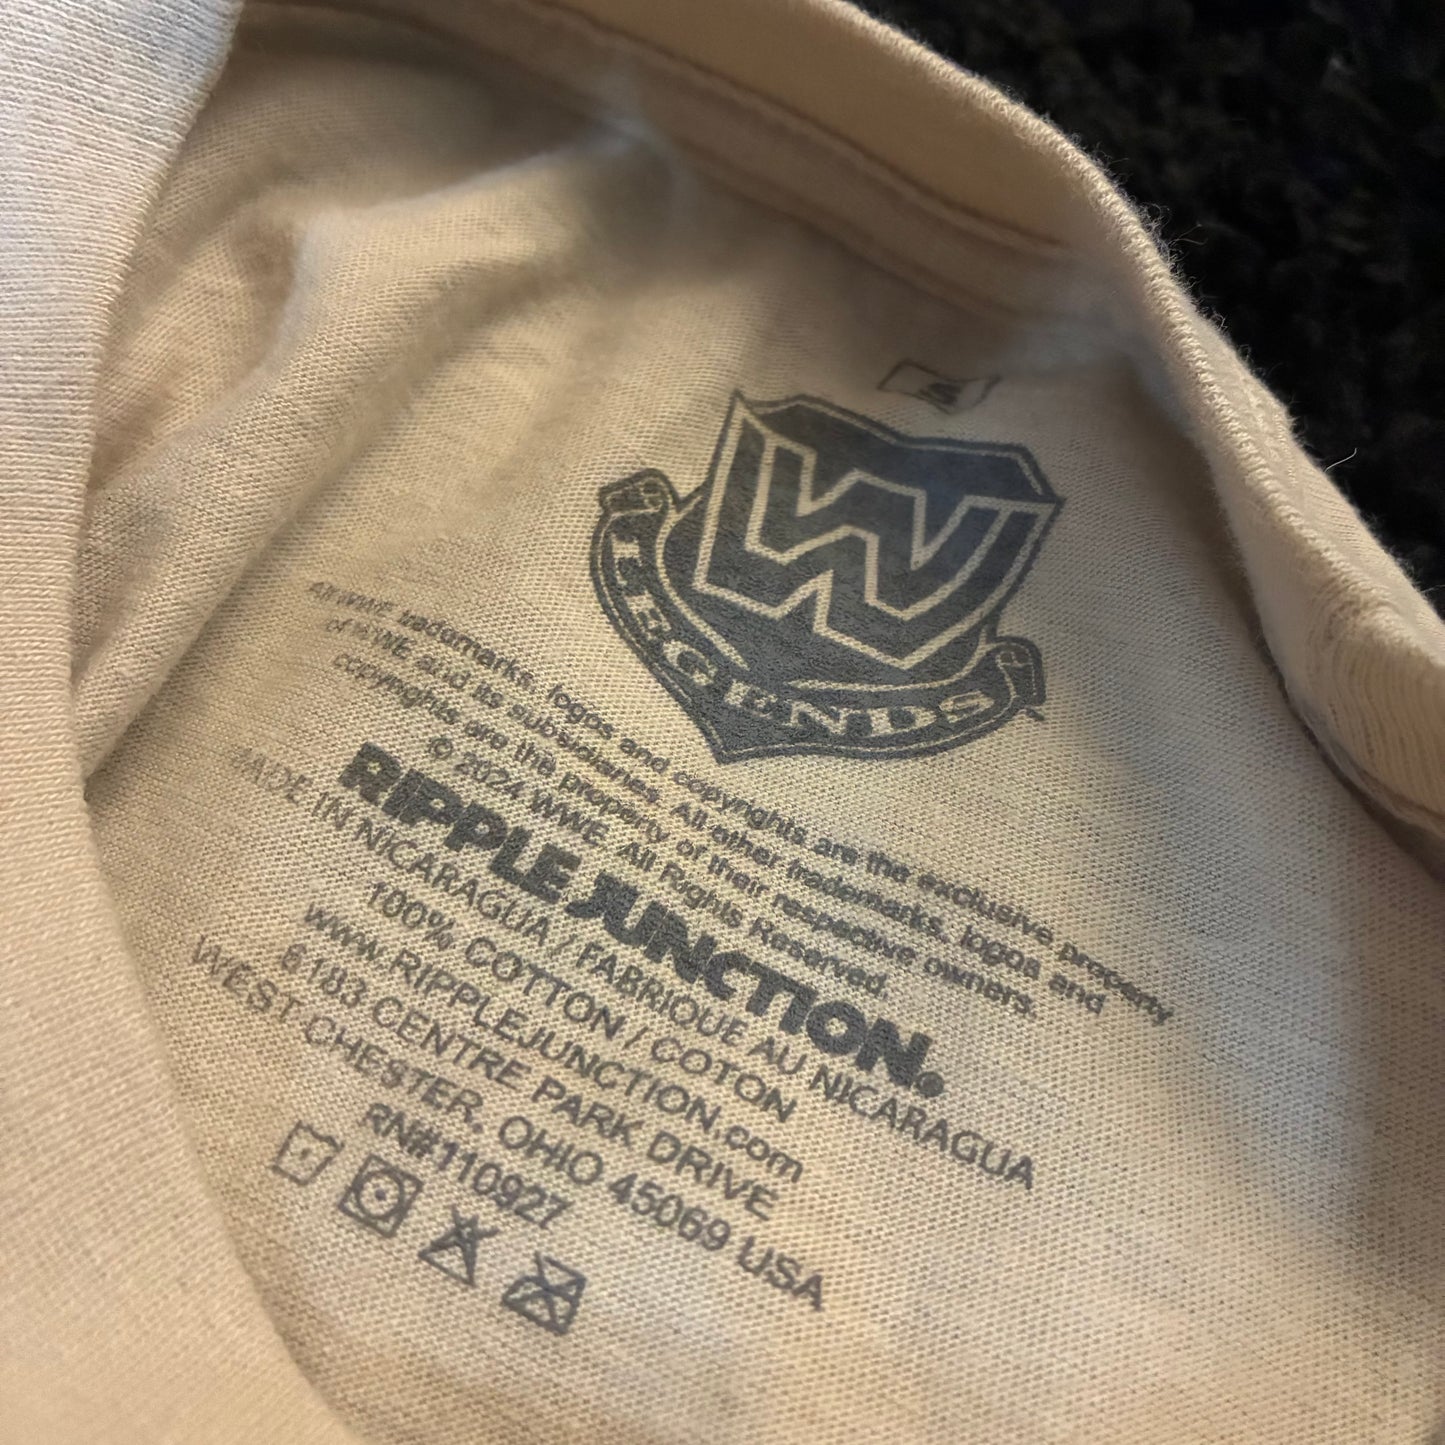 W
LEGENDS
All WWE trademarks, logos and copyrights are the exclusive property
of WWE and its subsidiaries. All other trademarks, logos and
copyrights are the property of their respective owners.
© 2024 WWE. All Rights Reserved.
RIPPLE JUNCTION®
MADE IN NICARAGUA / FABRIQUE AU NICARAGUA
100% COTTON / COTON
www.RIPPLEJUNCTION.com
6183 CENTRE PARK DRIVE
WEST CHESTER, OHIO 45069 USA
RN#110927